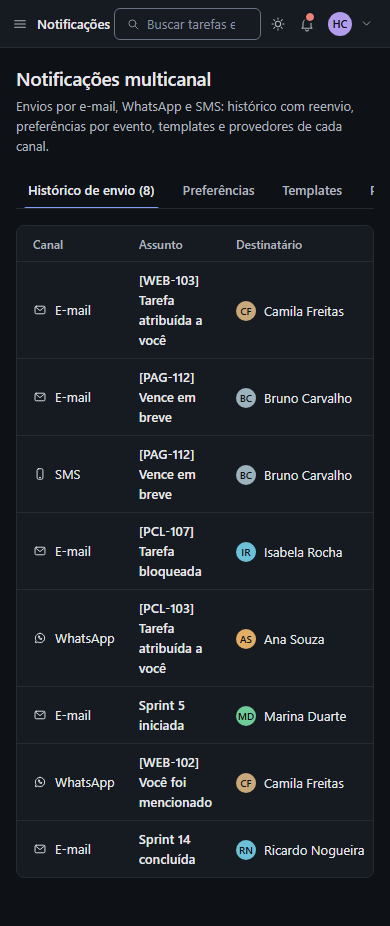 Notificações
Buscar tarefas e
HC
Notificações multicanal
Envios por e-mail, WhatsApp e SMS: histórico com reenvio,
preferências por evento, templates e provedores de cada
canal.
Histórico de envio (8) Preferências Templates
Canal Assunto Destinatário
E-mail
[WEB-103]
Tarefa
atribuída a
você
CF Camila Freitas
E-mail
[PAG-112]
Vence em
breve
BC Bruno Carvalho
SMS
[PAG-112]
Vence em
breve
BC Bruno Carvalho
E-mail
[PCL-107]
Tarefa
bloqueada
IR Isabela Rocha
WhatsApp
[PCL-103]
Tarefa
atribuída a
você
AS Ana Souza
E-mail
Sprint 5
iniciada
MD Marina Duarte
WhatsApp
[WEB-102]
Você foi
mencionado
CF Camila Freitas
E-mail
Sprint 14
concluída
RN Ricardo Nogueira